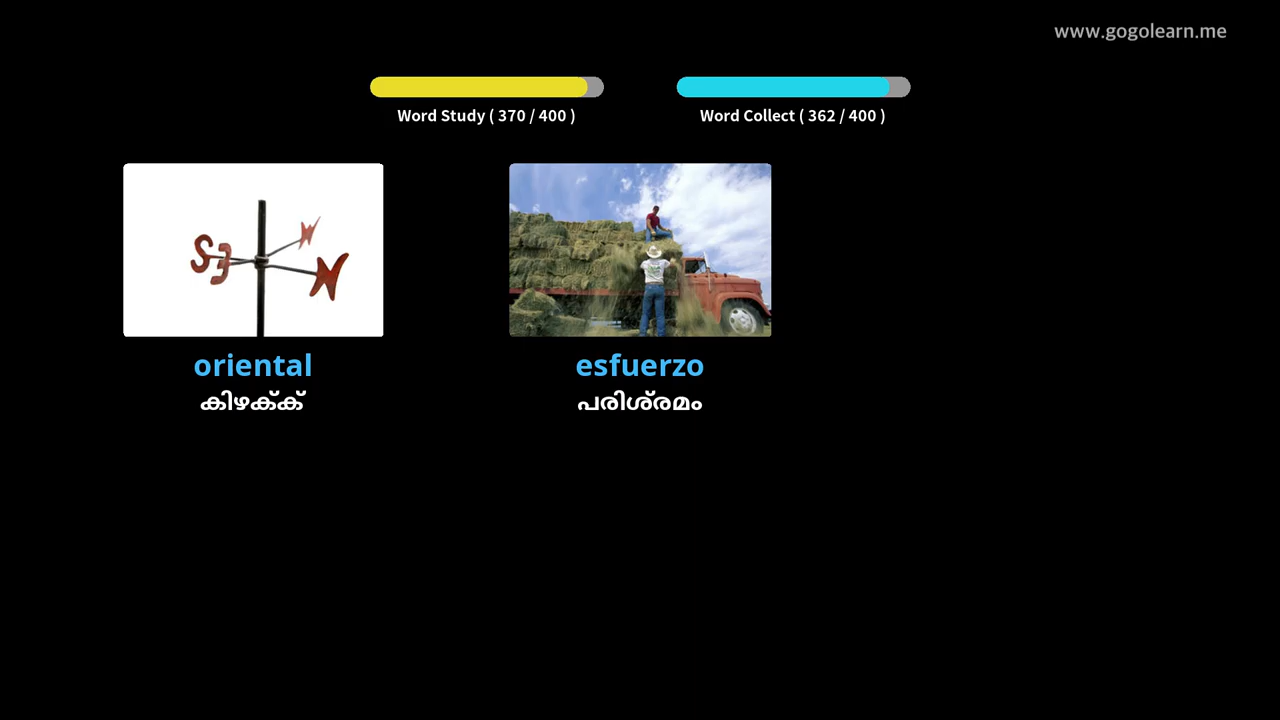 www.gogolearn.me
Word Study ( 370 / 400 )
Word Collect ( 362 / 400 )
S E N W
oriental
കിഴക്ക്
esfuerzo
പരിശ്രമം